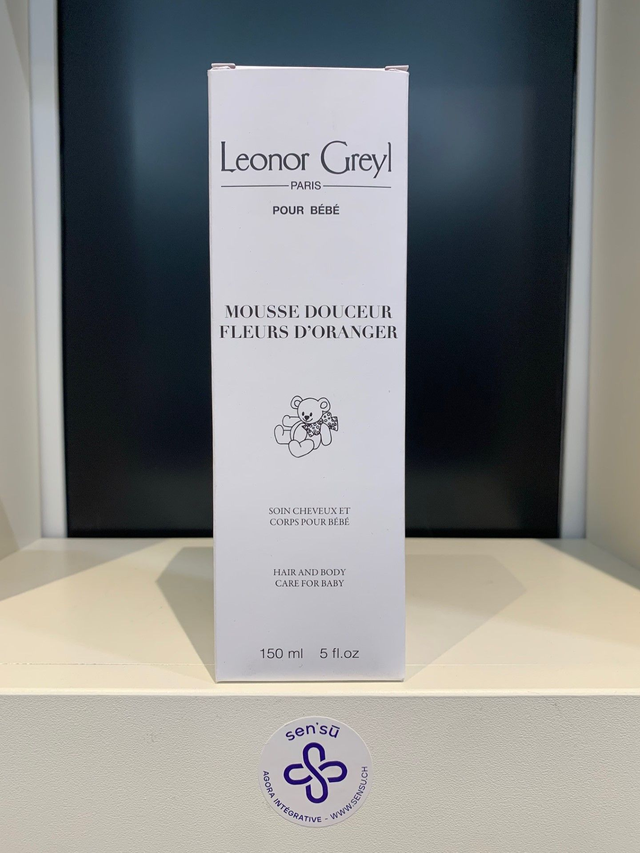 Leonor Greyl
PARIS
POUR BÉBÉ
MOUSSE DOUCEUR
FLEURS D'ORANGER
SOIN CHEVEUX ET
CORPS POUR BÉBÉ
HAIR AND BODY
CARE FOR BABY
150 ml 5 fl.oz
sen'sū
AGORA INTÉGRATIVE - WWW.SENSU.CH